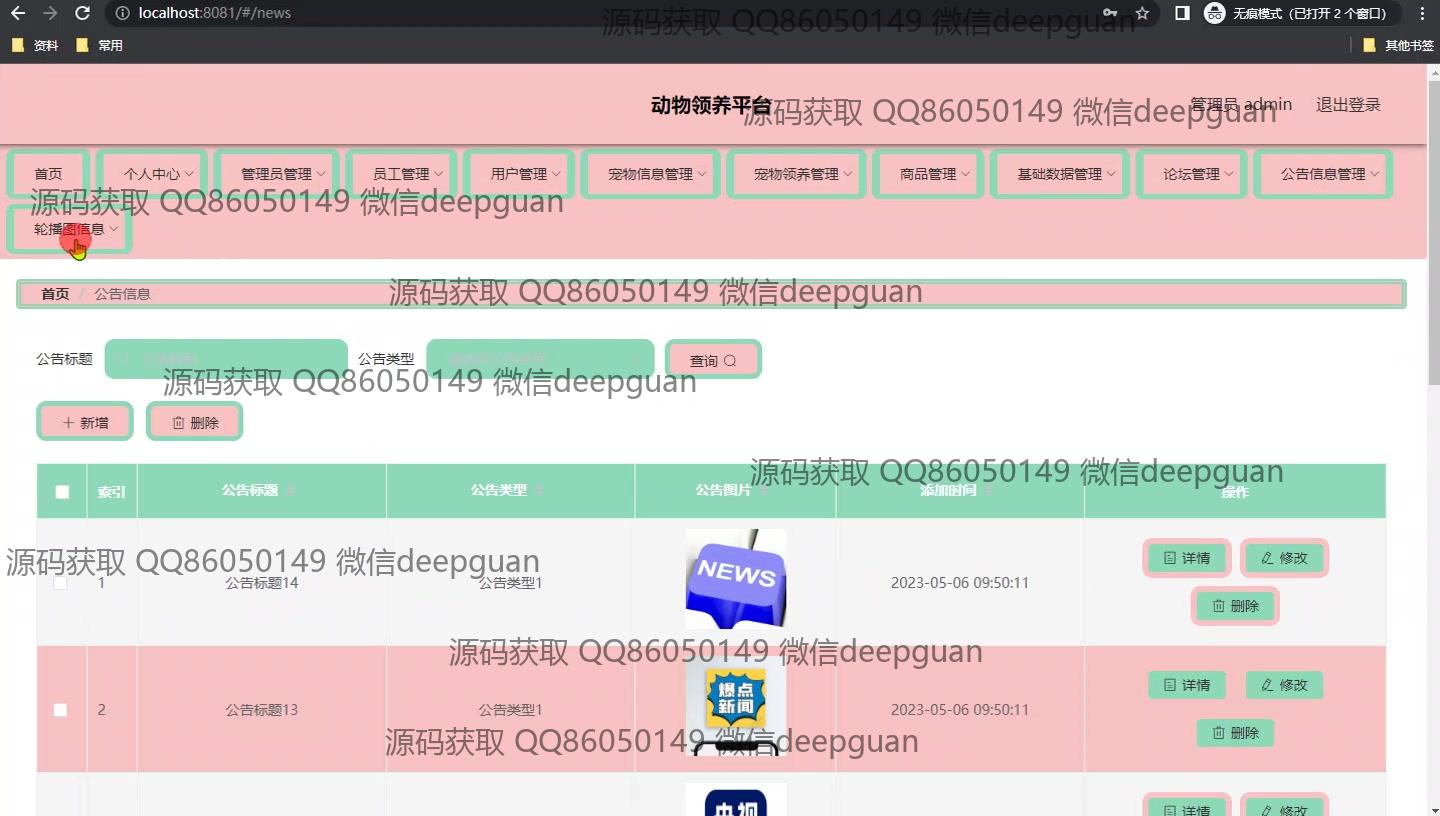 localhost:8081/#/news
无痕模式（已打开 2 个窗口）
资料
常用
其他书签
源码获取 QQ86050149 微信deepguan
动物领养平台
管理员 admin
退出登录
源码获取 QQ86050149 微信deepguan
首页
个人中心
管理员管理
员工管理
用户管理
宠物信息管理
宠物领养管理
商品管理
基础数据管理
论坛管理
公告信息管理
源码获取 QQ86050149 微信deepguan
轮播图信息
首页 / 公告信息
源码获取 QQ86050149 微信deepguan
公告标题
公告类型
查询
源码获取 QQ86050149 微信deepguan
新增
删除
源码获取 QQ86050149 微信deepguan
索引
公告标题
公告类型
公告图片
添加时间
操作
源码获取 QQ86050149 微信deepguan
1
公告标题14
公告类型1
NEWS
2023-05-06 09:50:11
详情
修改
删除
源码获取 QQ86050149 微信deepguan
2
公告标题13
公告类型1
爆点
新闻
2023-05-06 09:50:11
详情
修改
删除
源码获取 QQ86050149 微信deepguan
央视
详情
修改